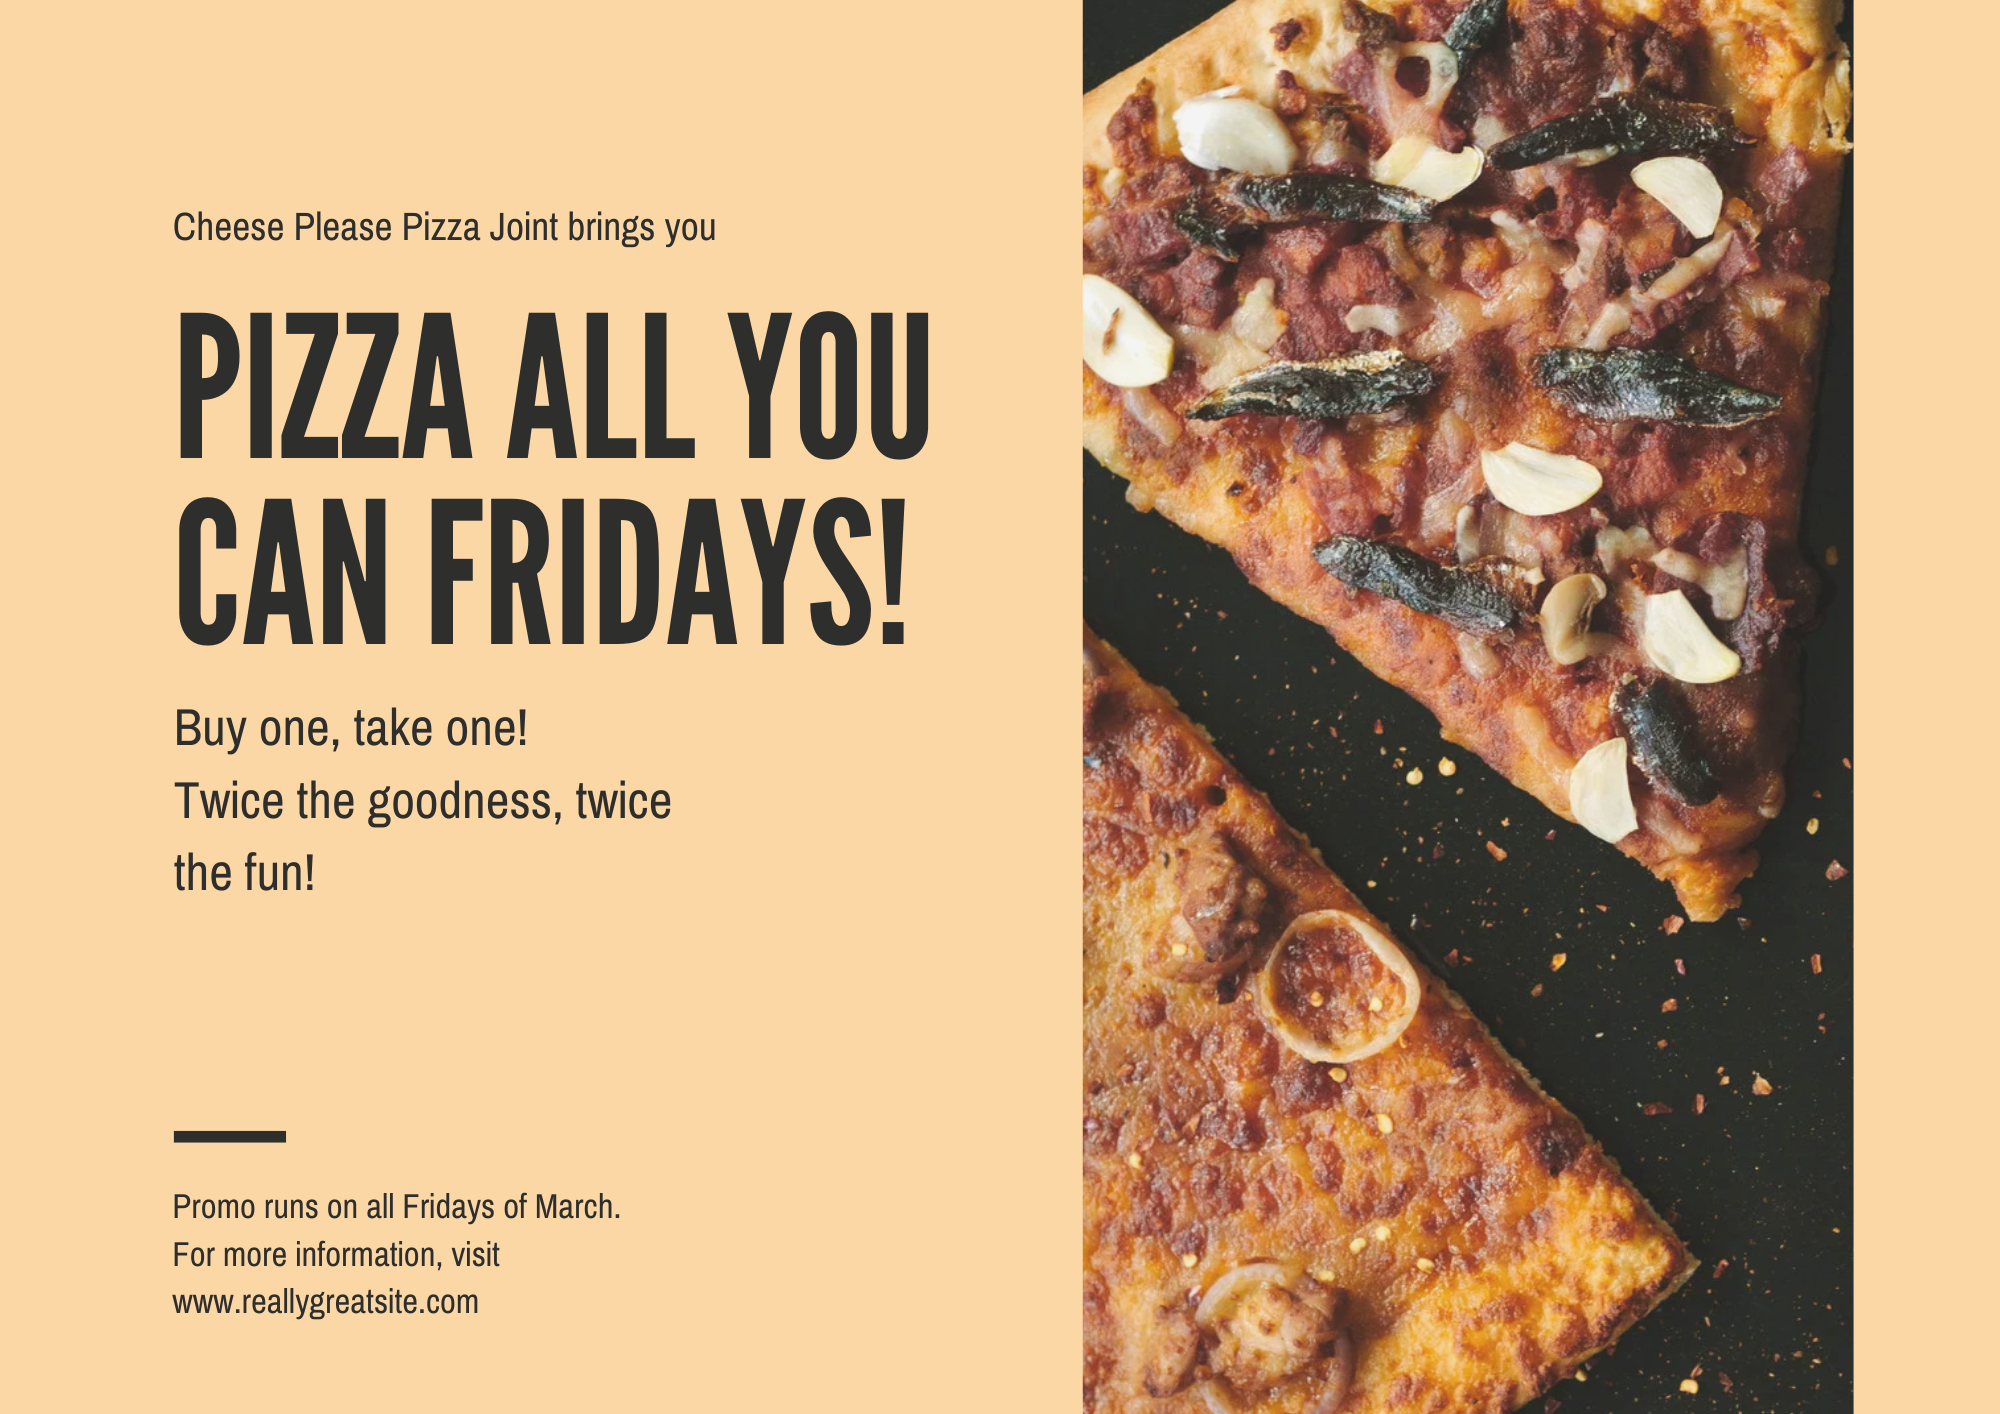 Cheese Please Pizza Joint brings you
PIZZA ALL YOU
CAN FRIDAYS!
Buy one, take one!
Twice the goodness, twice
the fun!
Promo runs on all Fridays of March.
For more information, visit
www.reallygreatsite.com